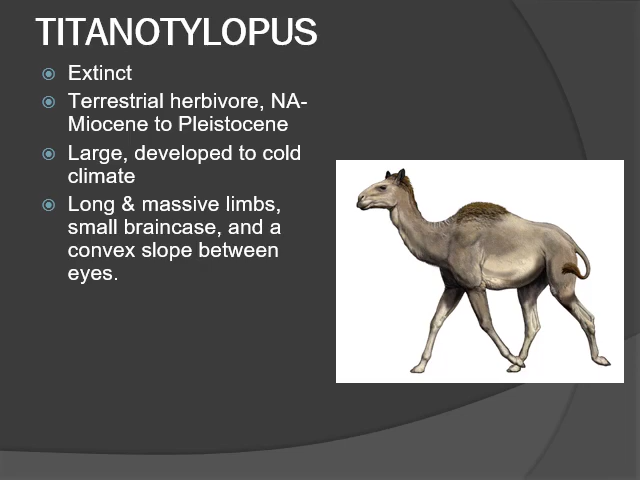 TITANOTYLOPUS
Extinct
Terrestrial herbivore, NA-
Miocene to Pleistocene
Large, developed to cold
climate
Long & massive limbs,
small braincase, and a
convex slope between
eyes.